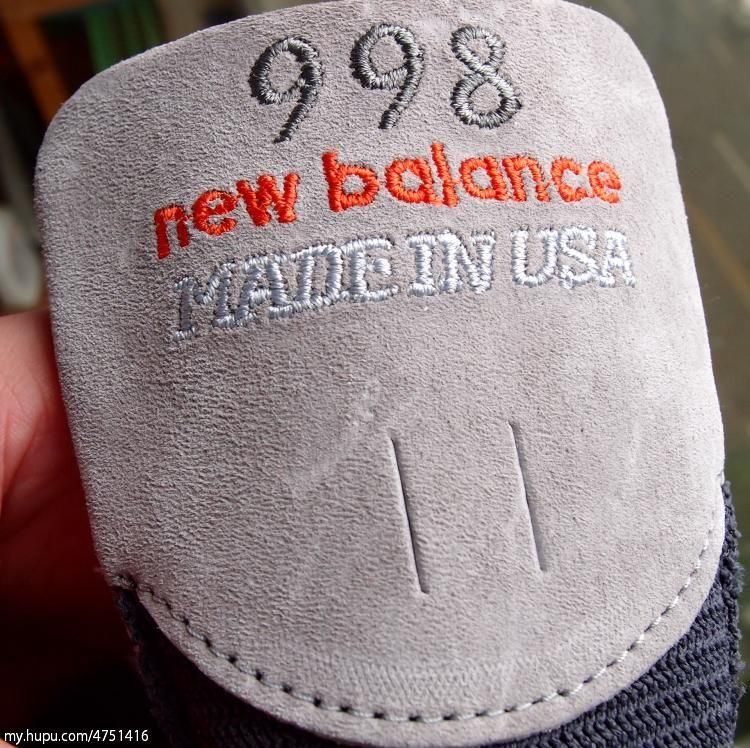 998
new balance
MADE IN USA
my.hupu.com/4751416